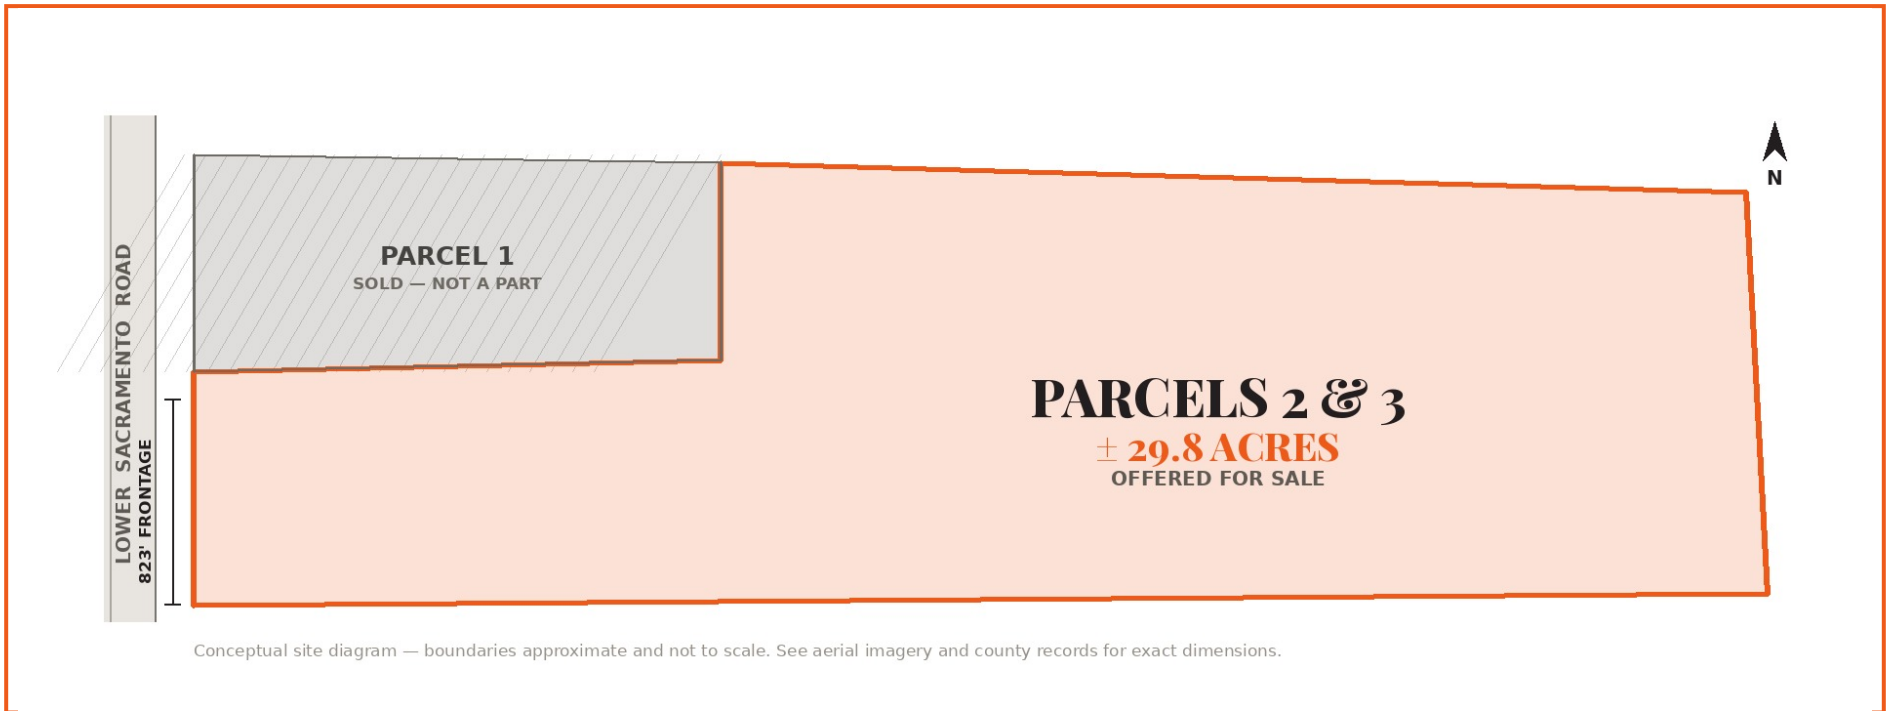 N
PARCEL 1
SOLD — NOT A PART
LOWER SACRAMENTO ROAD
823' FRONTAGE
PARCELS 2 & 3
± 29.8 ACRES
OFFERED FOR SALE
Conceptual site diagram — boundaries approximate and not to scale. See aerial imagery and county records for exact dimensions.